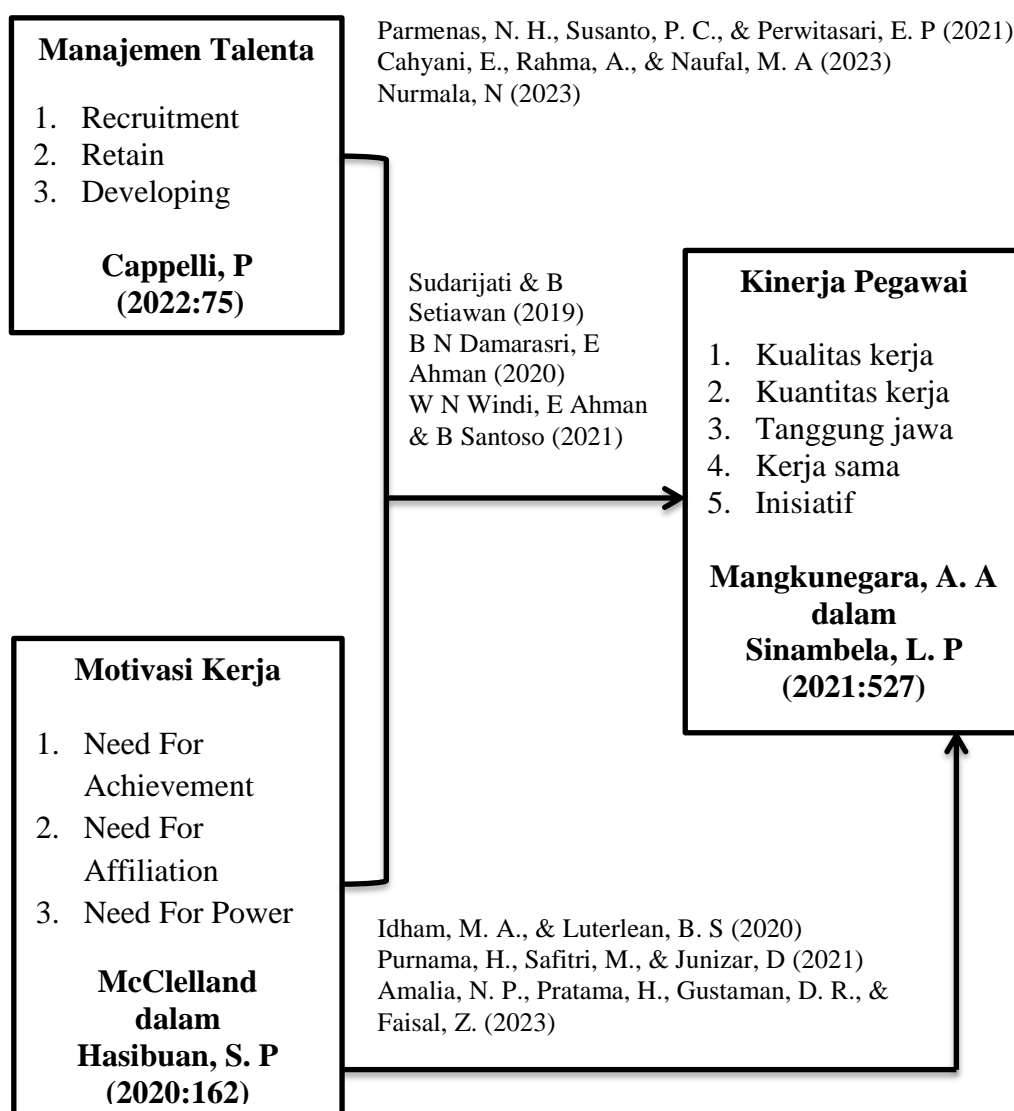 Manajemen Talenta
1. Recruitment
2. Retain
3. Developing
Cappelli, P
(2022:75)
Parmenas, N. H., Susanto, P. C., & Perwitasari, E. P (2021)
Cahyani, E., Rahma, A., & Naufal, M. A (2023)
Nurmala, N (2023)
Sudarijati & B
Setiawan (2019)
B N Damarasri, E
Ahman (2020)
W N Windi, E Ahman
& B Santoso (2021)
Kinerja Pegawai
1. Kualitas kerja
2. Kuantitas kerja
3. Tanggung jawa
4. Kerja sama
5. Inisiatif
Mangkunegara, A. A
dalam
Sinambela, L. P
(2021:527)
Motivasi Kerja
1. Need For
Achievement
2. Need For
Affiliation
3. Need For Power
McClelland
dalam
Hasibuan, S. P
(2020:162)
Idham, M. A., & Luterlean, B. S (2020)
Purnama, H., Safitri, M., & Junizar, D (2021)
Amalia, N. P., Pratama, H., Gustaman, D. R., &
Faisal, Z. (2023)